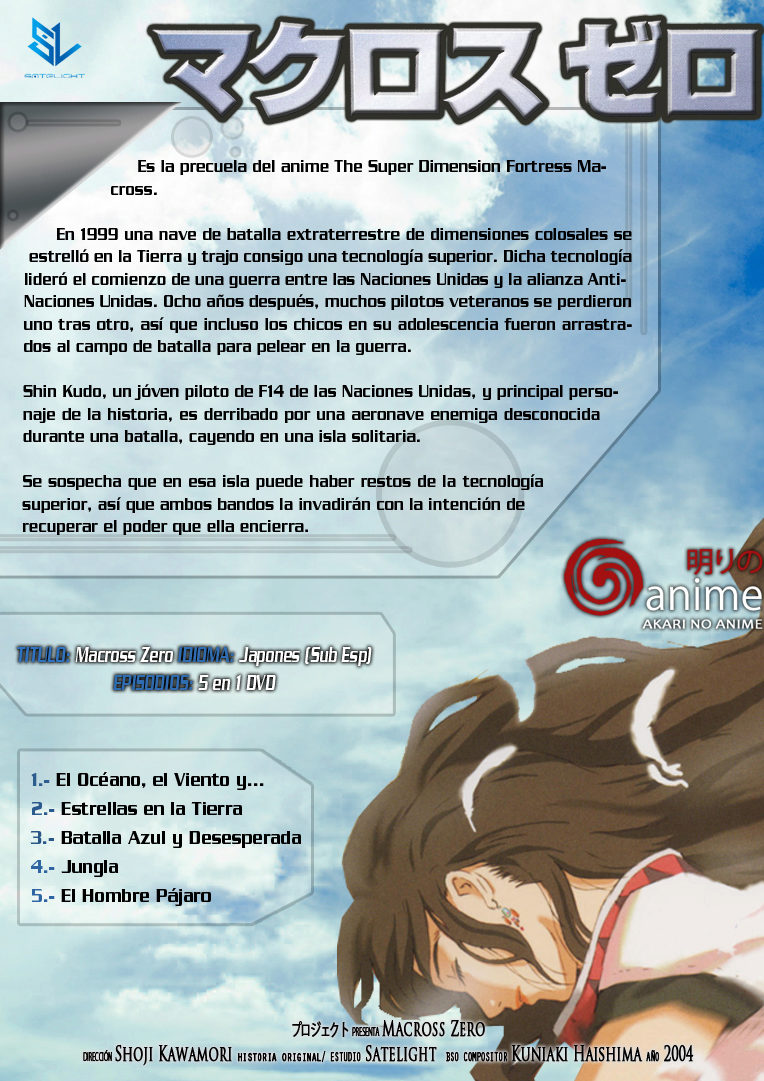 SATELIGHT
マクロス ゼロ
Es la precuela del anime The Super Dimension Fortress Ma-
cross.
En 1999 una nave de batalla extraterrestre de dimensiones colosales se
estrelló en la Tierra y trajo consigo una tecnología superior. Dicha tecnología
lideró el comienzo de una guerra entre las Naciones Unidas y la alianza Anti-
Naciones Unidas. Ocho años después, muchos pilotos veteranos se perdieron
uno tras otro, así que incluso los chicos en su adolescencia fueron arrastra-
dos al campo de batalla para pelear en la guerra.
Shin Kudo, un jóven piloto de F14 de las Naciones Unidas, y principal perso-
naje de la historia, es derribado por una aeronave enemiga desconocida
durante una batalla, cayendo en una isla solitaria.
Se sospecha que en esa isla puede haber restos de la tecnología
superior, así que ambos bandos la invadirán con la intención de
recuperar el poder que ella encierra.
明りの
anime
AKARI NO ANIME
TITLLO: Macross Zero IDIOMA: Japones (Sub Esp)
EPISODIOS: 5 en 1 DVD
1.- El Océano, el Viento y...
2.- Estrellas en la Tierra
3.- Batalla Azul y Desesperada
4.- Jungla
5.- El Hombre Pájaro
プロジェクト PRESENTA MACROSS ZERO
DIRECCIÓN SHOJI KAWAMORI HISTORIA ORIGINAL/ ESTUDIO SATELIGHT BSO COMPOSITOR KUNIAKI HAISHIMA AÑO 2004